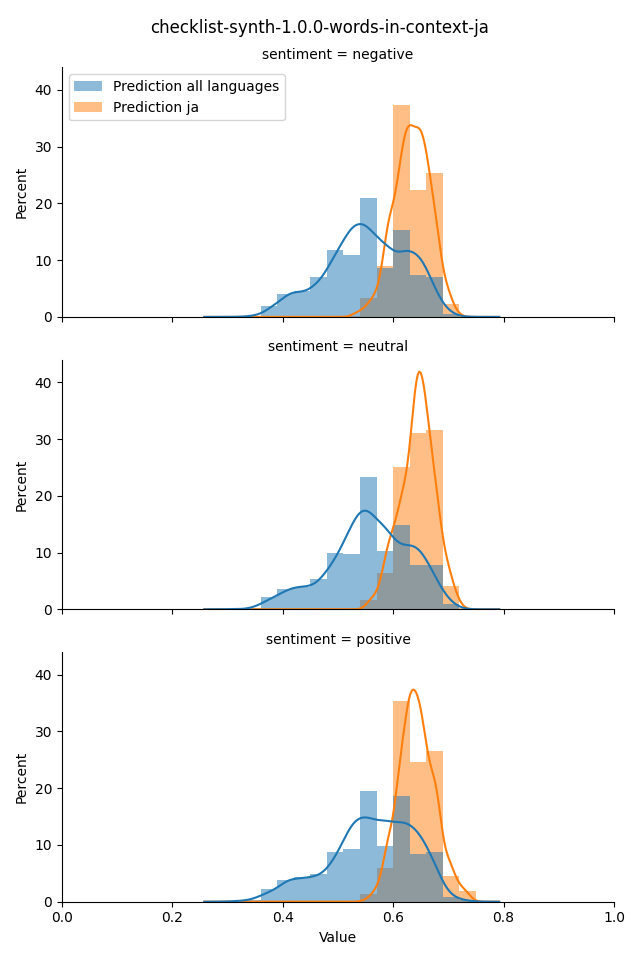 checklist-synth-1.0.0-words-in-context-ja
sentiment = negative
Prediction all languages
Prediction ja
40
30
20
10
0
Percent
sentiment = neutral
40
30
20
10
0
Percent
sentiment = positive
40
30
20
10
0
Percent
0.0 0.2 0.4 0.6 0.8 1.0
Value